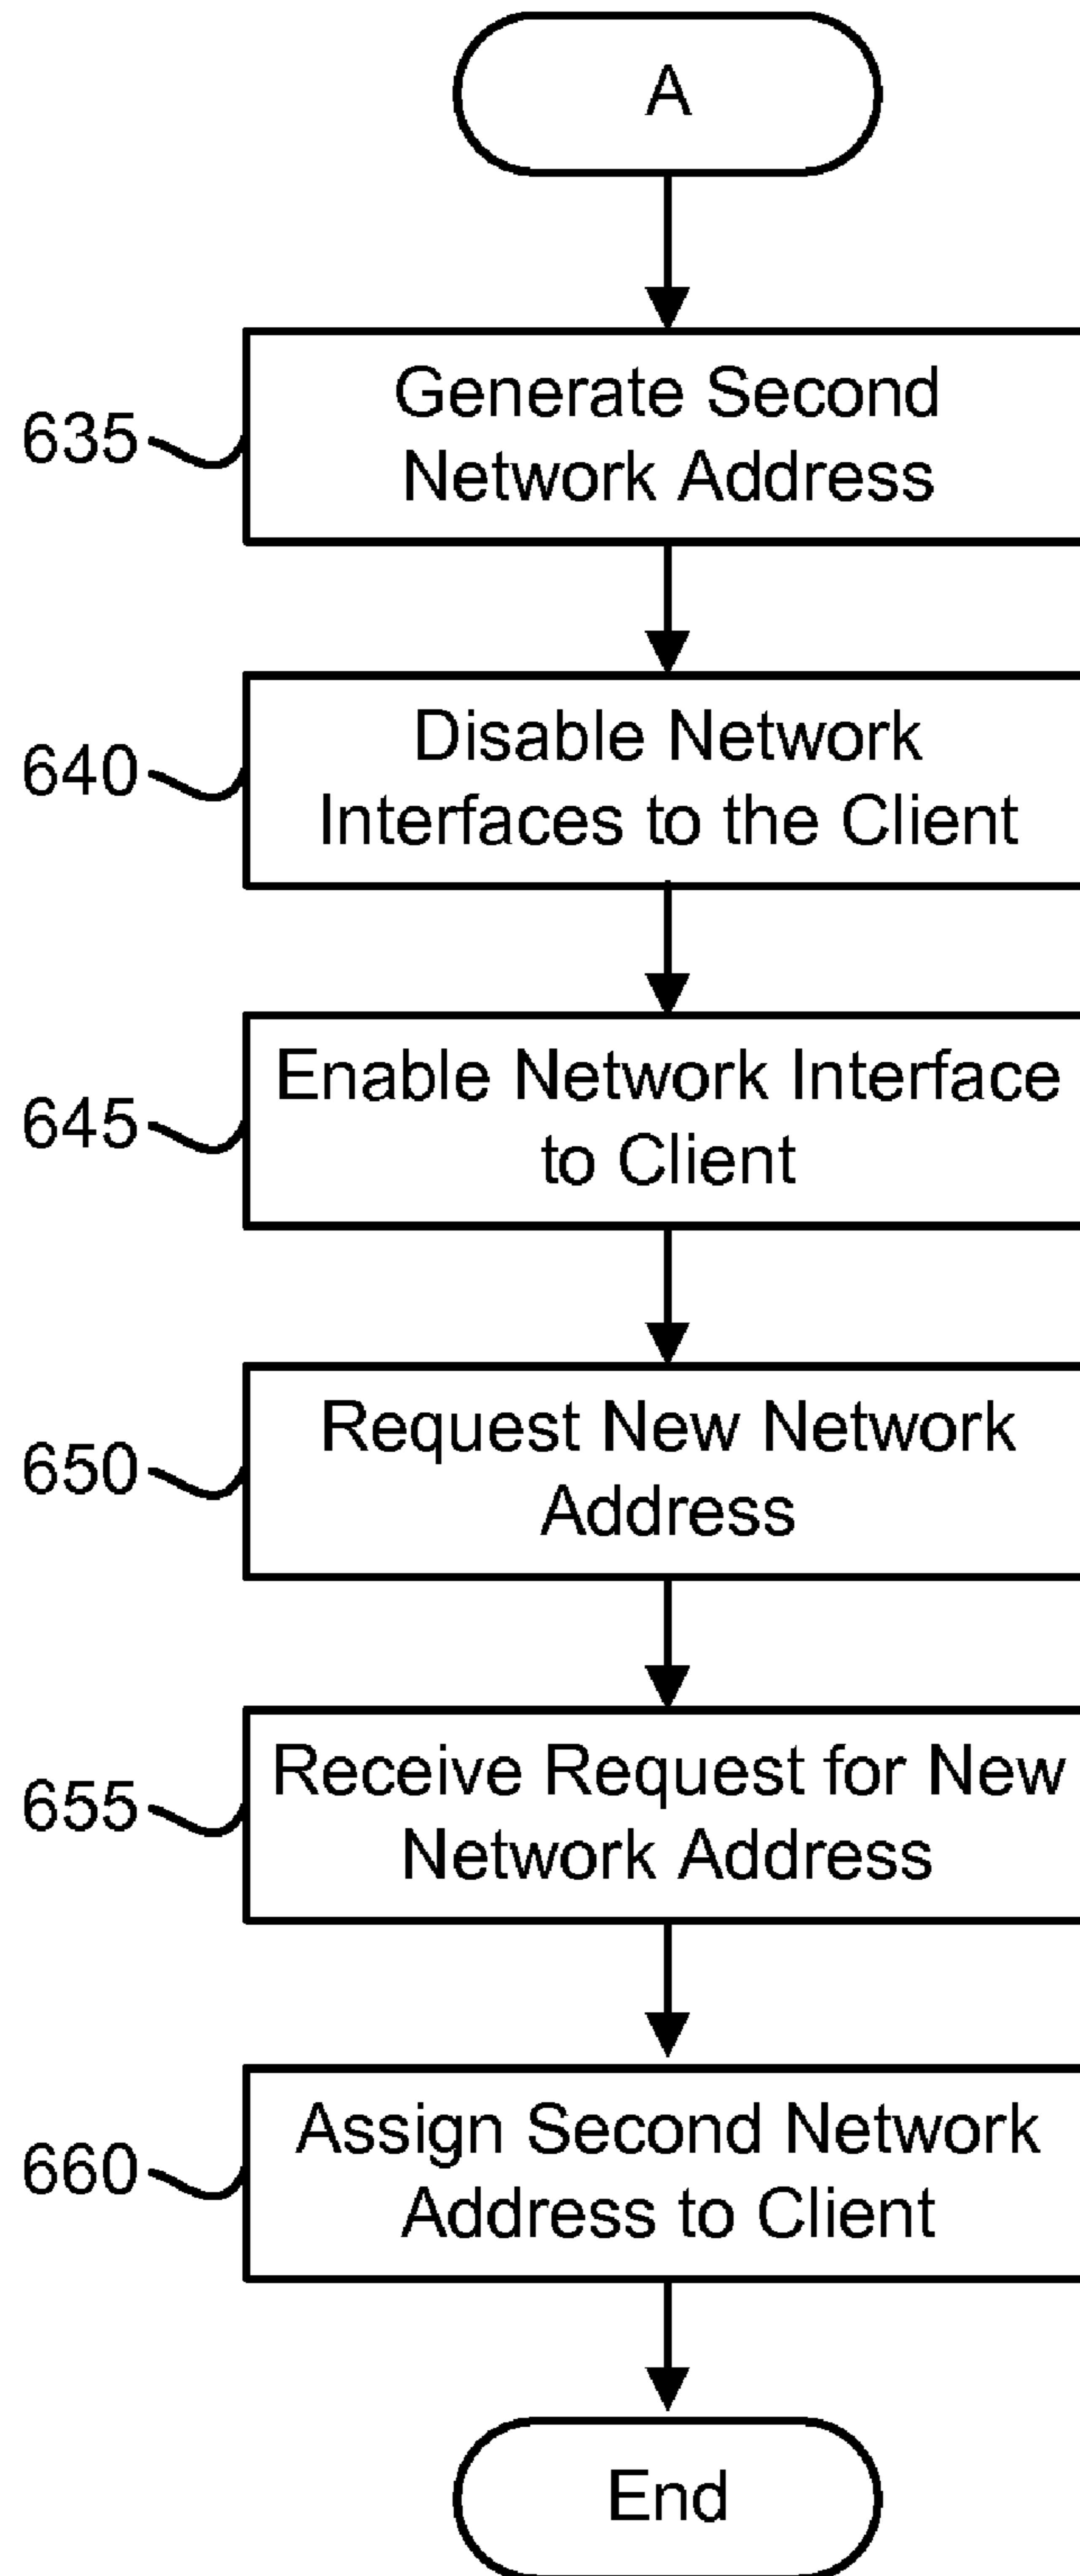 A
635
Generate Second
Network Address
640
Disable Network
Interfaces to the Client
645
Enable Network Interface
to Client
650
Request New Network
Address
655
Receive Request for New
Network Address
660
Assign Second Network
Address to Client
End